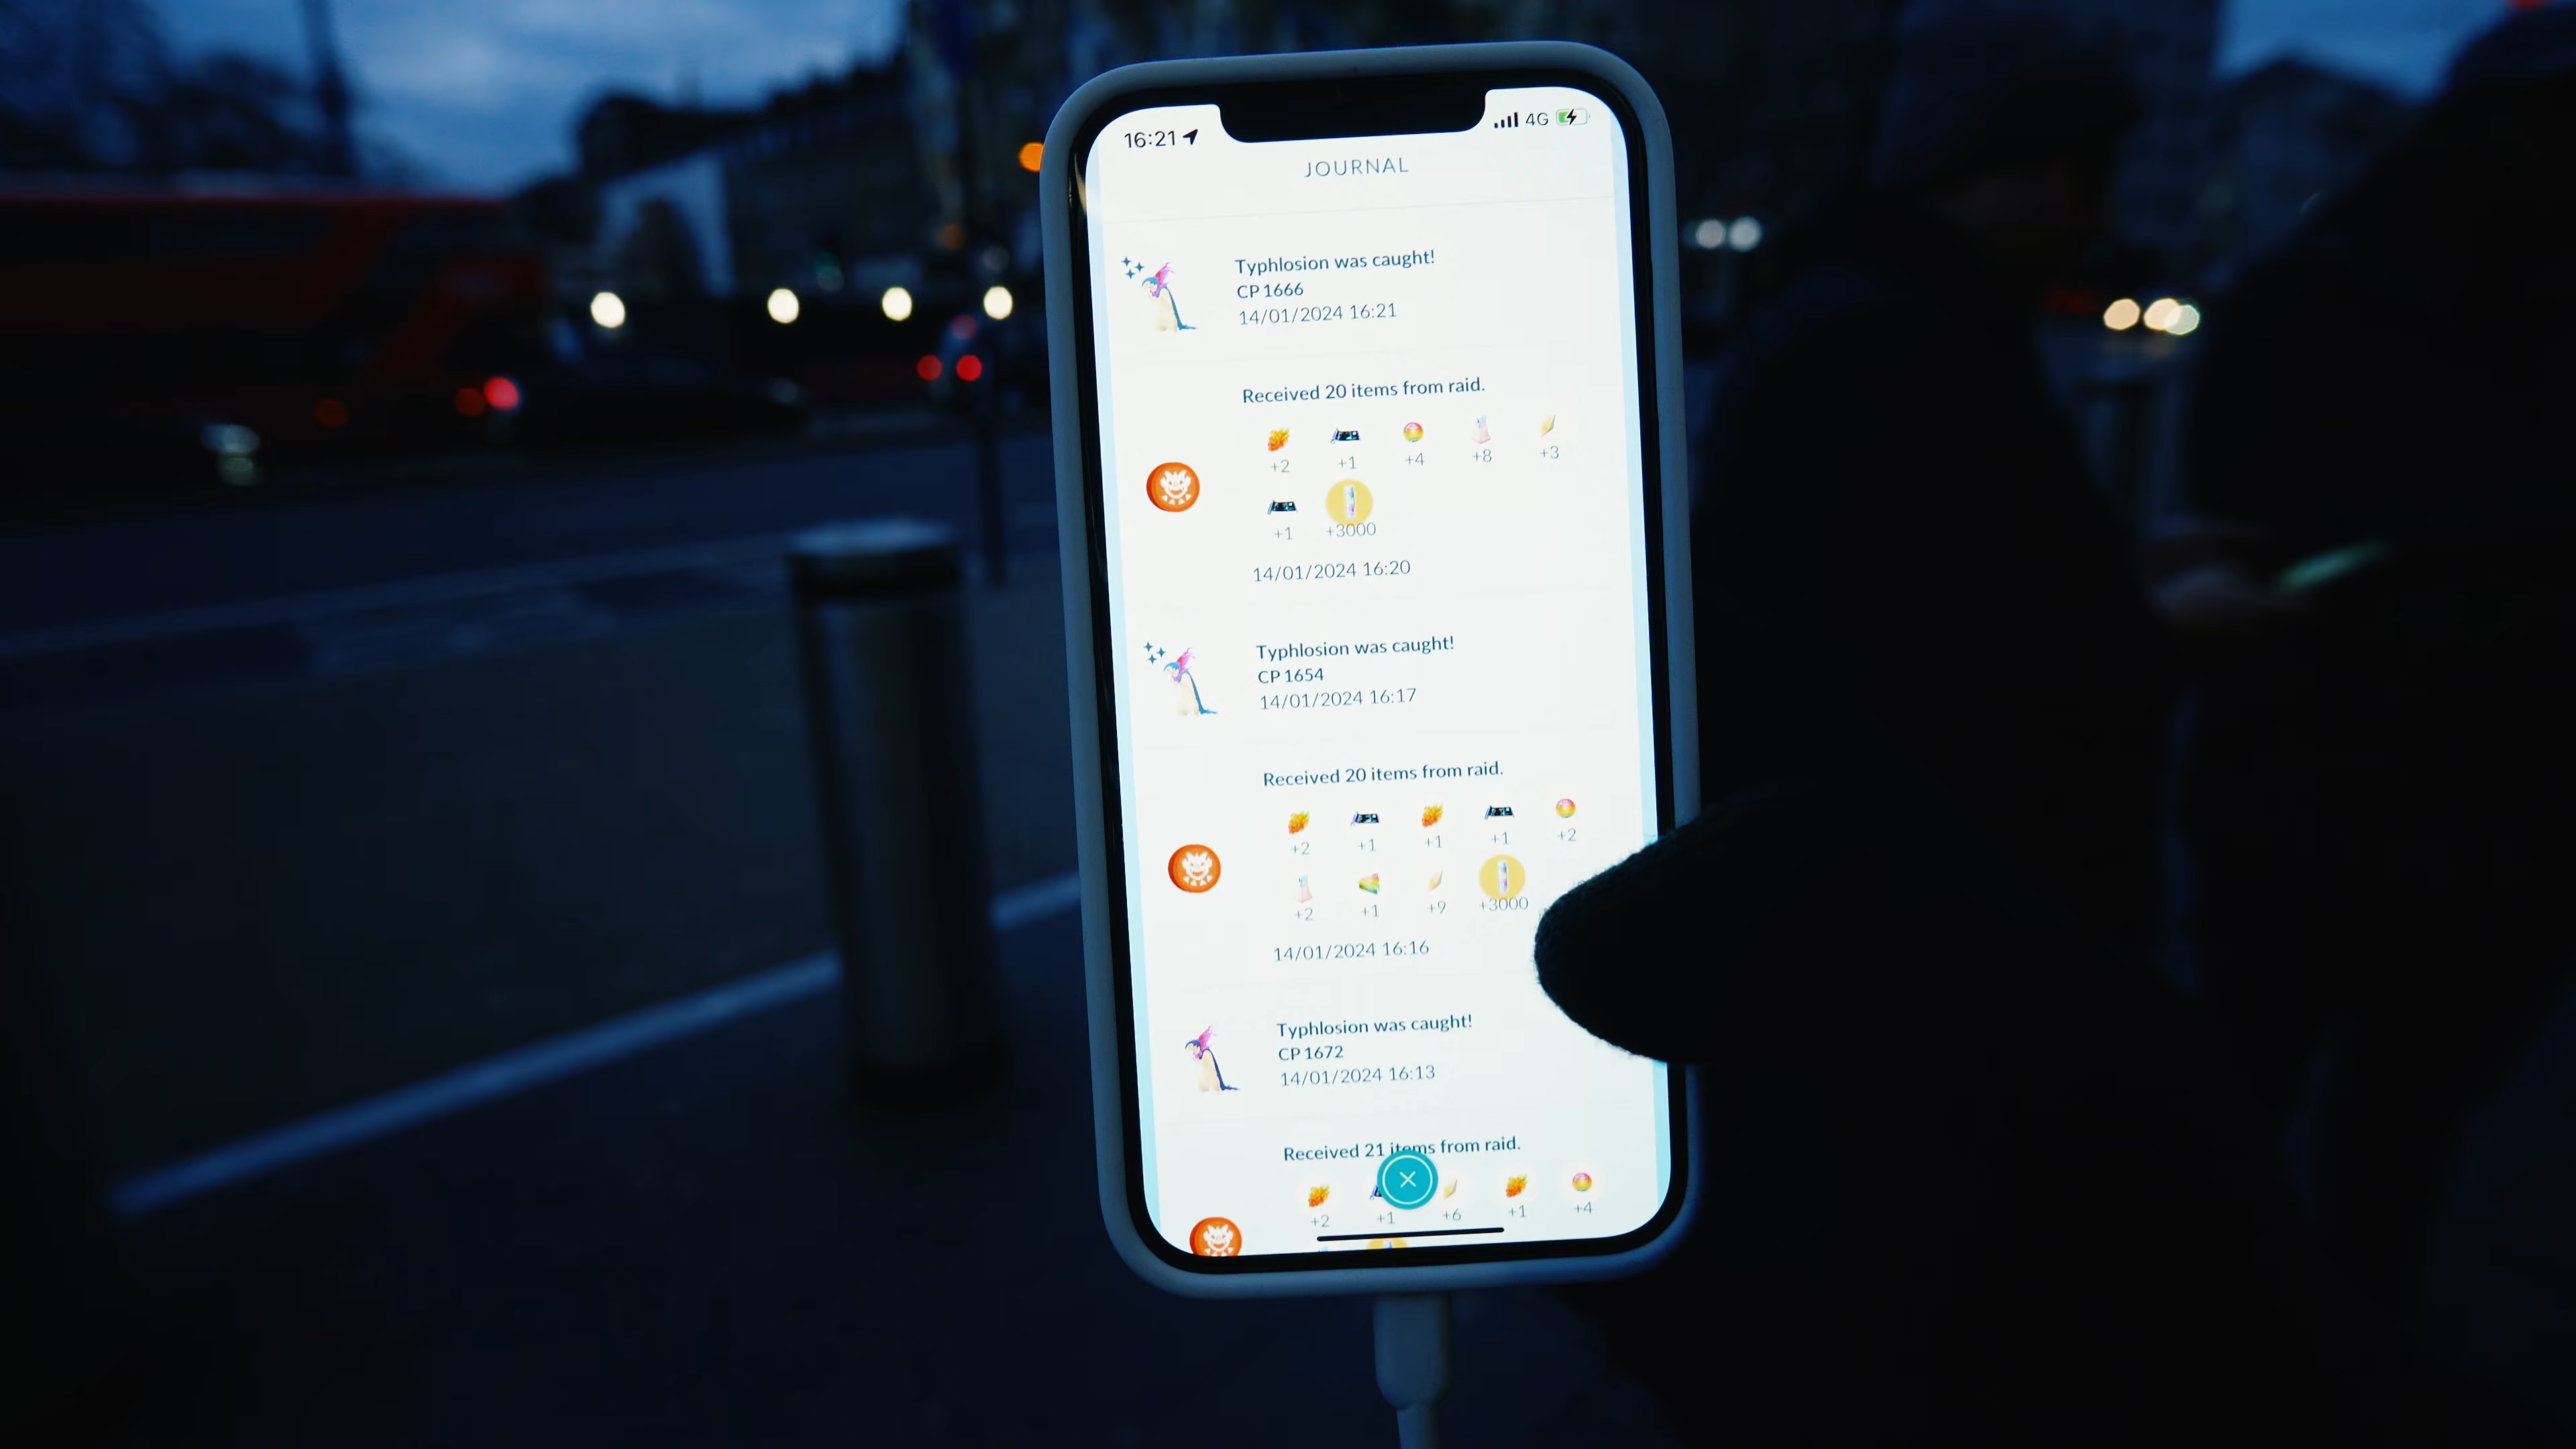 16:21
4G
JOURNAL
Typhlosion was caught!
CP 1666
14/01/2024 16:21
Received 20 items from raid.
+2 +1 +4 +8 +3
+1 +3000
14/01/2024 16:20
Typhlosion was caught!
CP 1654
14/01/2024 16:17
Received 20 items from raid.
+2 +1 +1 +1 +2
+2 +1 +9 +3000
14/01/2024 16:16
Typhlosion was caught!
CP 1672
14/01/2024 16:13
Received 21 items from raid.
+2 +1 +6 +1 +4